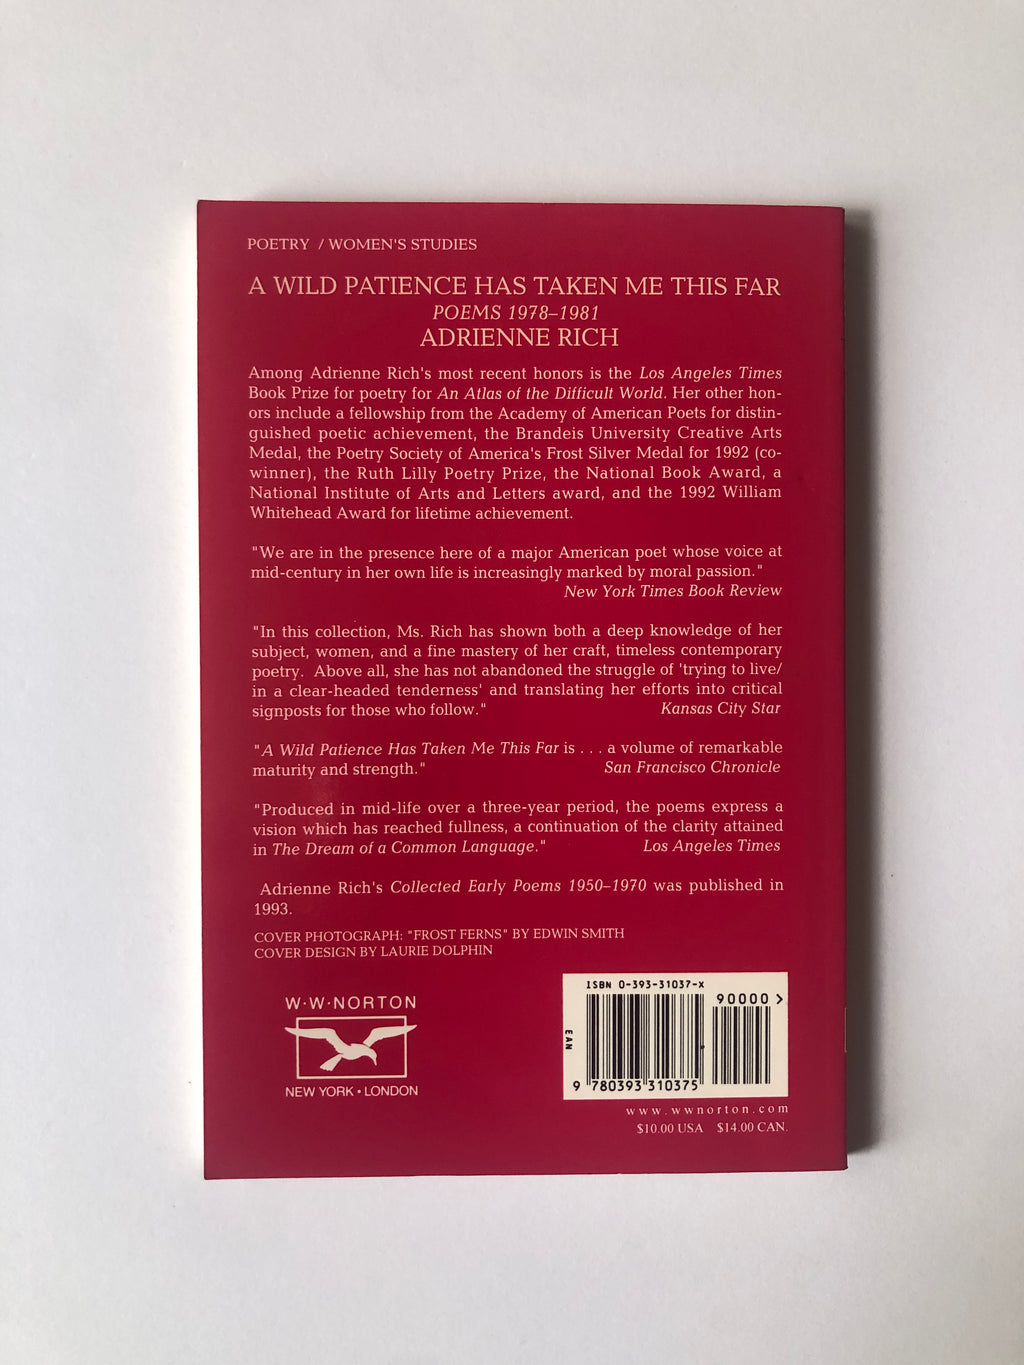 POETRY / WOMEN'S STUDIES
A WILD PATIENCE HAS TAKEN ME THIS FAR
POEMS 1978–1981
ADRIENNE RICH
Among Adrienne Rich's most recent honors is the Los Angeles Times
Book Prize for poetry for An Atlas of the Difficult World. Her other hon-
ors include a fellowship from the Academy of American Poets for distin-
guished poetic achievement, the Brandeis University Creative Arts
Medal, the Poetry Society of America's Frost Silver Medal for 1992 (co-
winner), the Ruth Lilly Poetry Prize, the National Book Award, a
National Institute of Arts and Letters award, and the 1992 William
Whitehead Award for lifetime achievement.
"We are in the presence here of a major American poet whose voice at
mid-century in her own life is increasingly marked by moral passion."
New York Times Book Review
"In this collection, Ms. Rich has shown both a deep knowledge of her
subject, women, and a fine mastery of her craft, timeless contemporary
poetry. Above all, she has not abandoned the struggle of 'trying to live/
in a clear-headed tenderness' and translating her efforts into critical
signposts for those who follow." Kansas City Star
"A Wild Patience Has Taken Me This Far is . . . a volume of remarkable
maturity and strength." San Francisco Chronicle
"Produced in mid-life over a three-year period, the poems express a
vision which has reached fullness, a continuation of the clarity attained
in The Dream of a Common Language." Los Angeles Times
Adrienne Rich's Collected Early Poems 1950–1970 was published in
1993.
COVER PHOTOGRAPH: "FROST FERNS" BY EDWIN SMITH
COVER DESIGN BY LAURIE DOLPHIN
W·W·NORTON
NEW YORK • LONDON
ISBN 0-393-31037-X
90000 >
EAN
9 780393 310375
www.wwnorton.com
$10.00 USA $14.00 CAN.